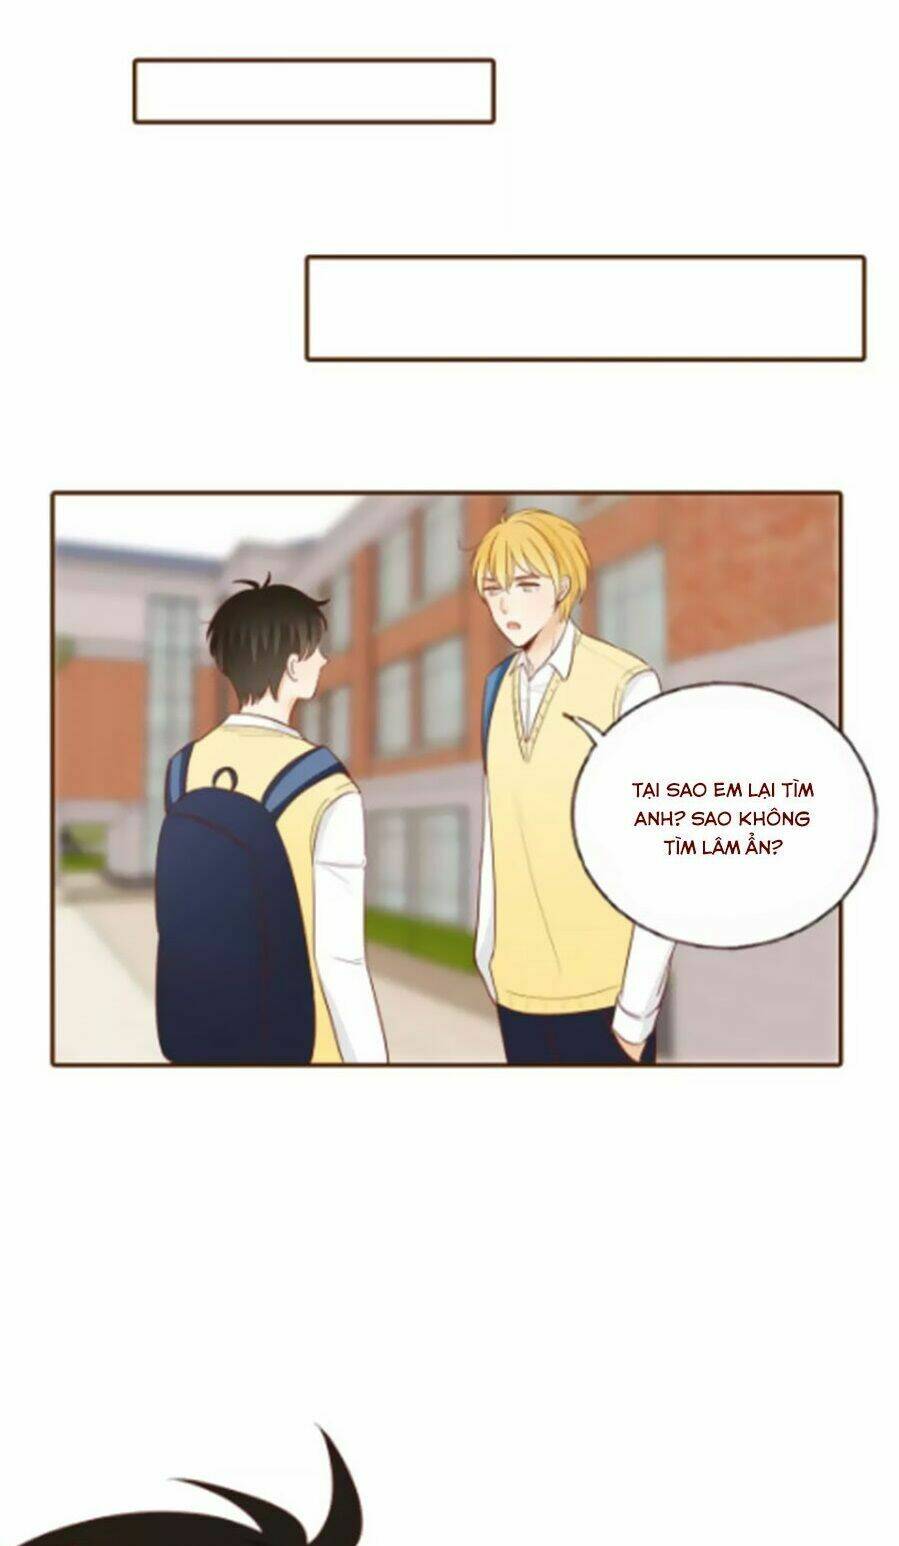 TẠI SAO EM LẠI TÌM
ANH? SAO KHÔNG
TÌM LÂM ẨN?